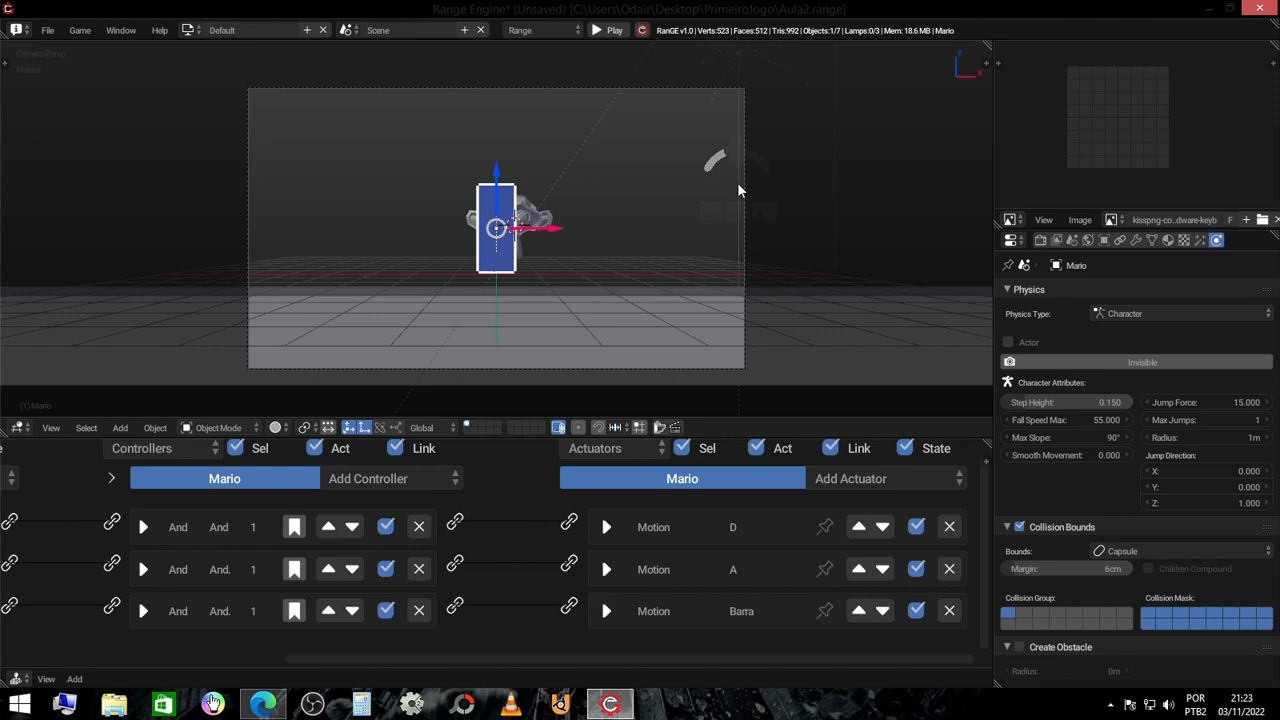 Range Engine* (Unsaved) [C:\Users\Odair\Desktop\PrimeiroJogo\Aula2.range]
File Game Window Help Default Scene Range Play RanGE v1.0 | Verts:523 | Faces:512 | Tris:992 | Objects:1/7 | Lamps:0/3 | Mem: 18.6 MB | Mario
Camera Persp
Meters
z
x
(1) Mario
View Select Add Object Object Mode Global
View Image kisspng-co...dware-keyb F
Mario
Physics
Physics Type: Character
Actor
Invisible
Character Attributes:
Step Height: 0.150 Jump Force: 15.000
Fall Speed Max: 55.000 Max Jumps: 1
Max Slope: 90° Radius: 1m
Smooth Movement: 0.000 Jump Direction:
X: 0.000
Y: 0.000
Z: 1.000
Collision Bounds
Bounds: Capsule
Margin: 6cm Children Compound
Collision Group: Collision Mask:
Create Obstacle
Radius: 0m
Controllers Sel Act Link Actuators Sel Act Link State
Mario Add Controller Mario Add Actuator
And And 1 Motion D
And And. 1 Motion A
And And. 1 Motion Barra
View Add
POR 21:23
PTB2 03/11/2022